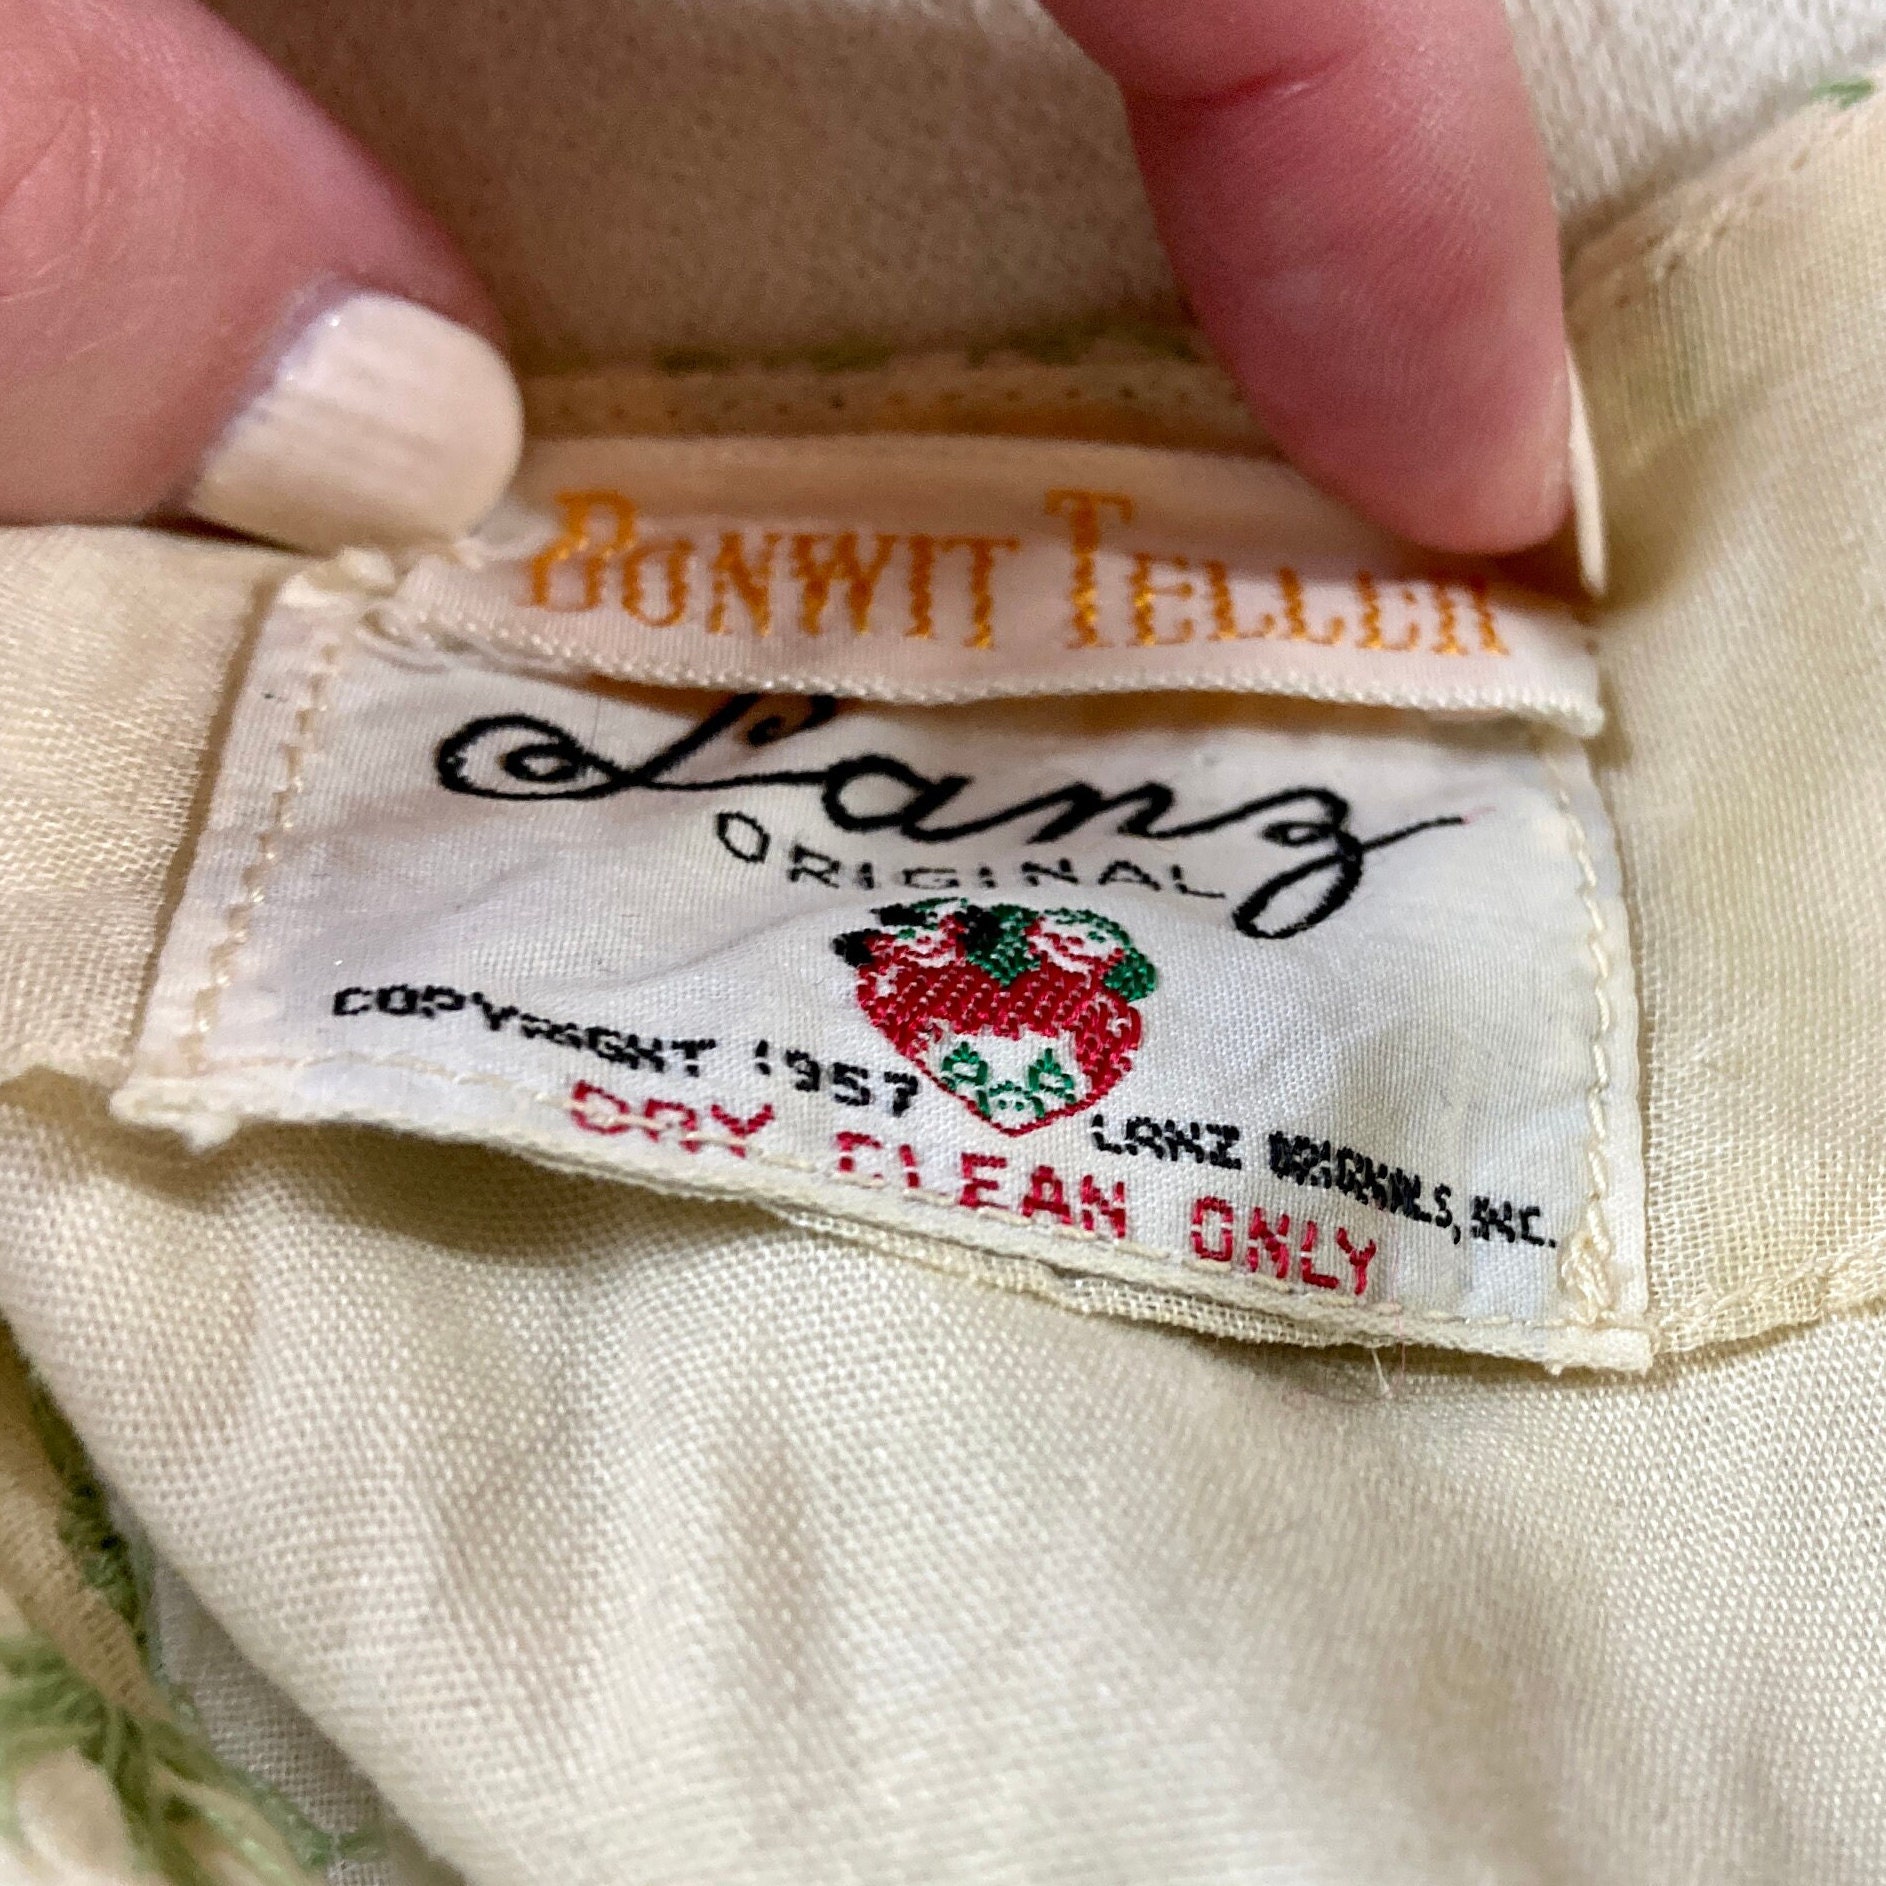 BONWIT TELLER
Lanz
ORIGINAL
COPYRIGHT 1957 LANZ ORIGINALS, INC.
DRY CLEAN ONLY